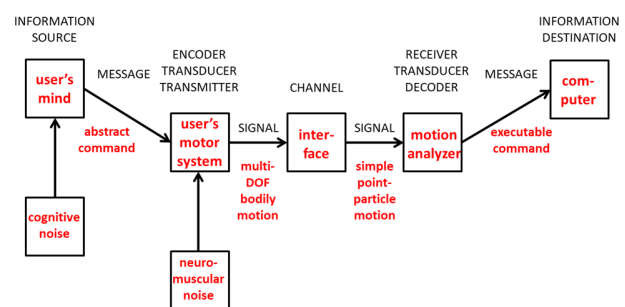 INFORMATION
SOURCE
user's
mind
MESSAGE
abstract
command
cognitive
noise
ENCODER
TRANSDUCER
TRANSMITTER
user's
motor
system
neuro-
muscular
noise
SIGNAL
multi-
DOF
bodily
motion
CHANNEL
inter-
face
SIGNAL
simple
point-
particle
motion
RECEIVER
TRANSDUCER
DECODER
motion
analyzer
MESSAGE
executable
command
INFORMATION
DESTINATION
com-
puter